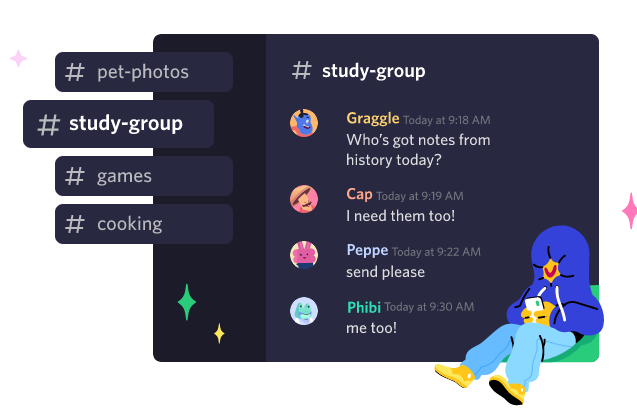 # pet-photos
# study-group
# games
# cooking
# study-group
Graggle Today at 9:18 AM
Who's got notes from
history today?
Cap Today at 9:19 AM
I need them too!
Peppe Today at 9:22 AM
send please
Phibi Today at 9:30 AM
me too!